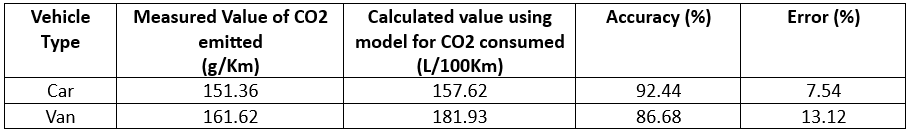 Vehicle Type Measured Value of CO2 emitted (g/Km) Calculated value using model for CO2 consumed (L/100Km) Accuracy (%) Error (%)
Car 151.36 157.62 92.44 7.54
Van 161.62 181.93 86.68 13.12